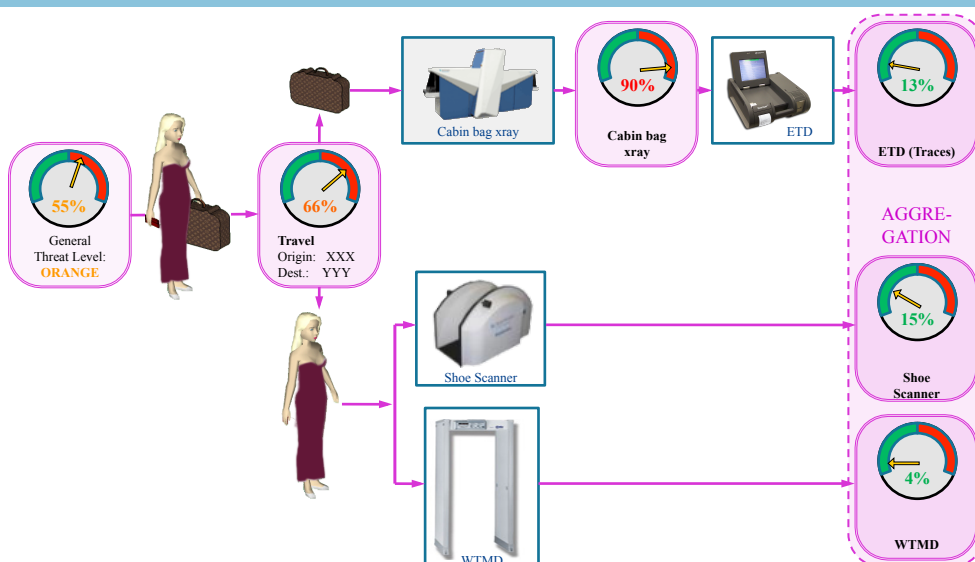 55%
General
Threat Level:
ORANGE
66%
Travel
Origin: XXX
Dest.: YYY
Cabin bag xray
90%
Cabin bag
xray
ETD
13%
ETD (Traces)
AGGRE-
GATION
Shoe Scanner
15%
Shoe
Scanner
WTMD
4%
WTMD